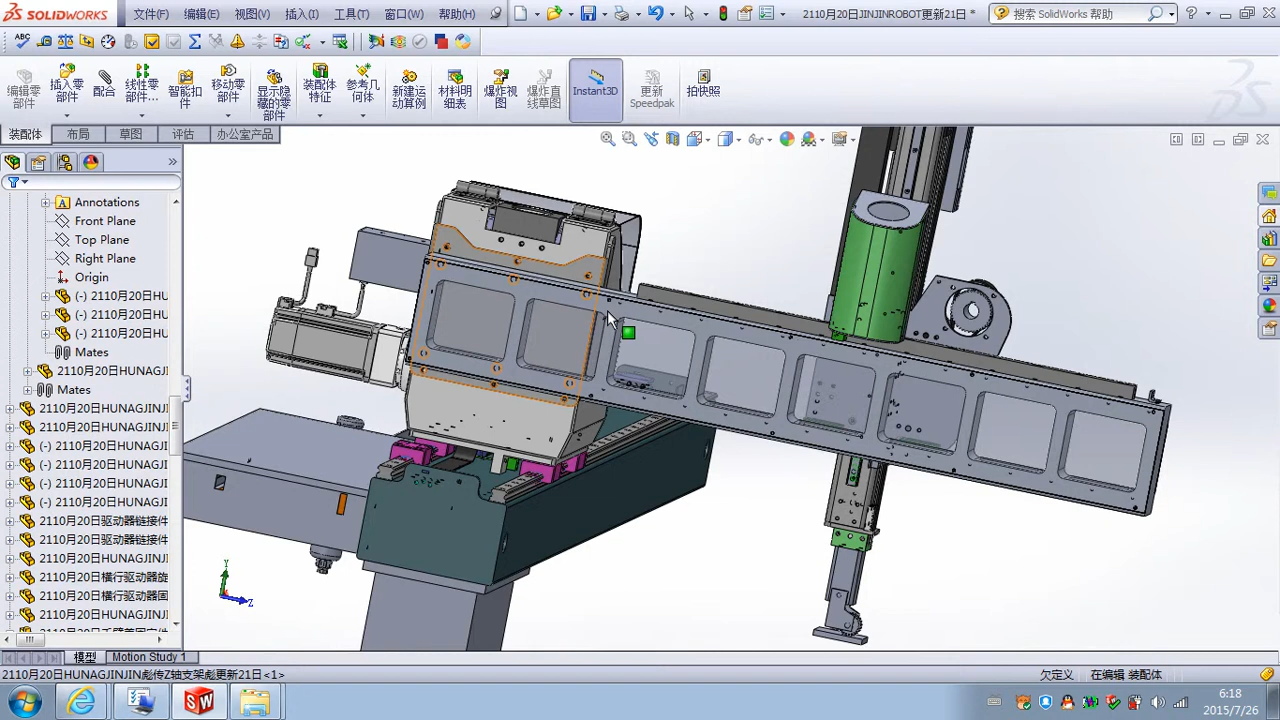 SOLIDWORKS 文件(F) 编辑(E) 视图(V) 插入(I) 工具(T) 窗口(W) 帮助(H) 2110月20日JINJINROBOT更新21日 * 搜索 SolidWorks 帮助
编辑零部件 插入零部件 配合 线性零部件... 智能扣件 移动零部件 显示隐藏的零部件 装配体特征 参考几何体 新建运动算例 材料明细表 爆炸视图 爆炸直线草图 Instant3D 更新 Speedpak 拍快照
装配体 布局 草图 评估 办公室产品
Annotations
Front Plane
Top Plane
Right Plane
Origin
(-) 2110月20日HU
(-) 2110月20日HU
(-) 2110月20日HU
Mates
2110月20日HUNA
Mates
2110月20日HUNAGJINJ
2110月20日HUNAGJINJ
(-) 2110月20日HUNAGJ
(-) 2110月20日HUNAGJ
(-) 2110月20日HUNAGJ
(-) 2110月20日HUNAGJ
2110月20日驱动器链接件
2110月20日驱动器链接件
2110月20日HUNAGJINJ
2110月20日横行驱动器旋
2110月20日横行驱动器固
2110月20日HUNAGJINJ
Y
Z
模型 Motion Study 1
2110月20日HUNAGJINJIN彪传Z轴支架彪更新21日<1> 欠定义 在编辑 装配体
6:18
2015/7/26